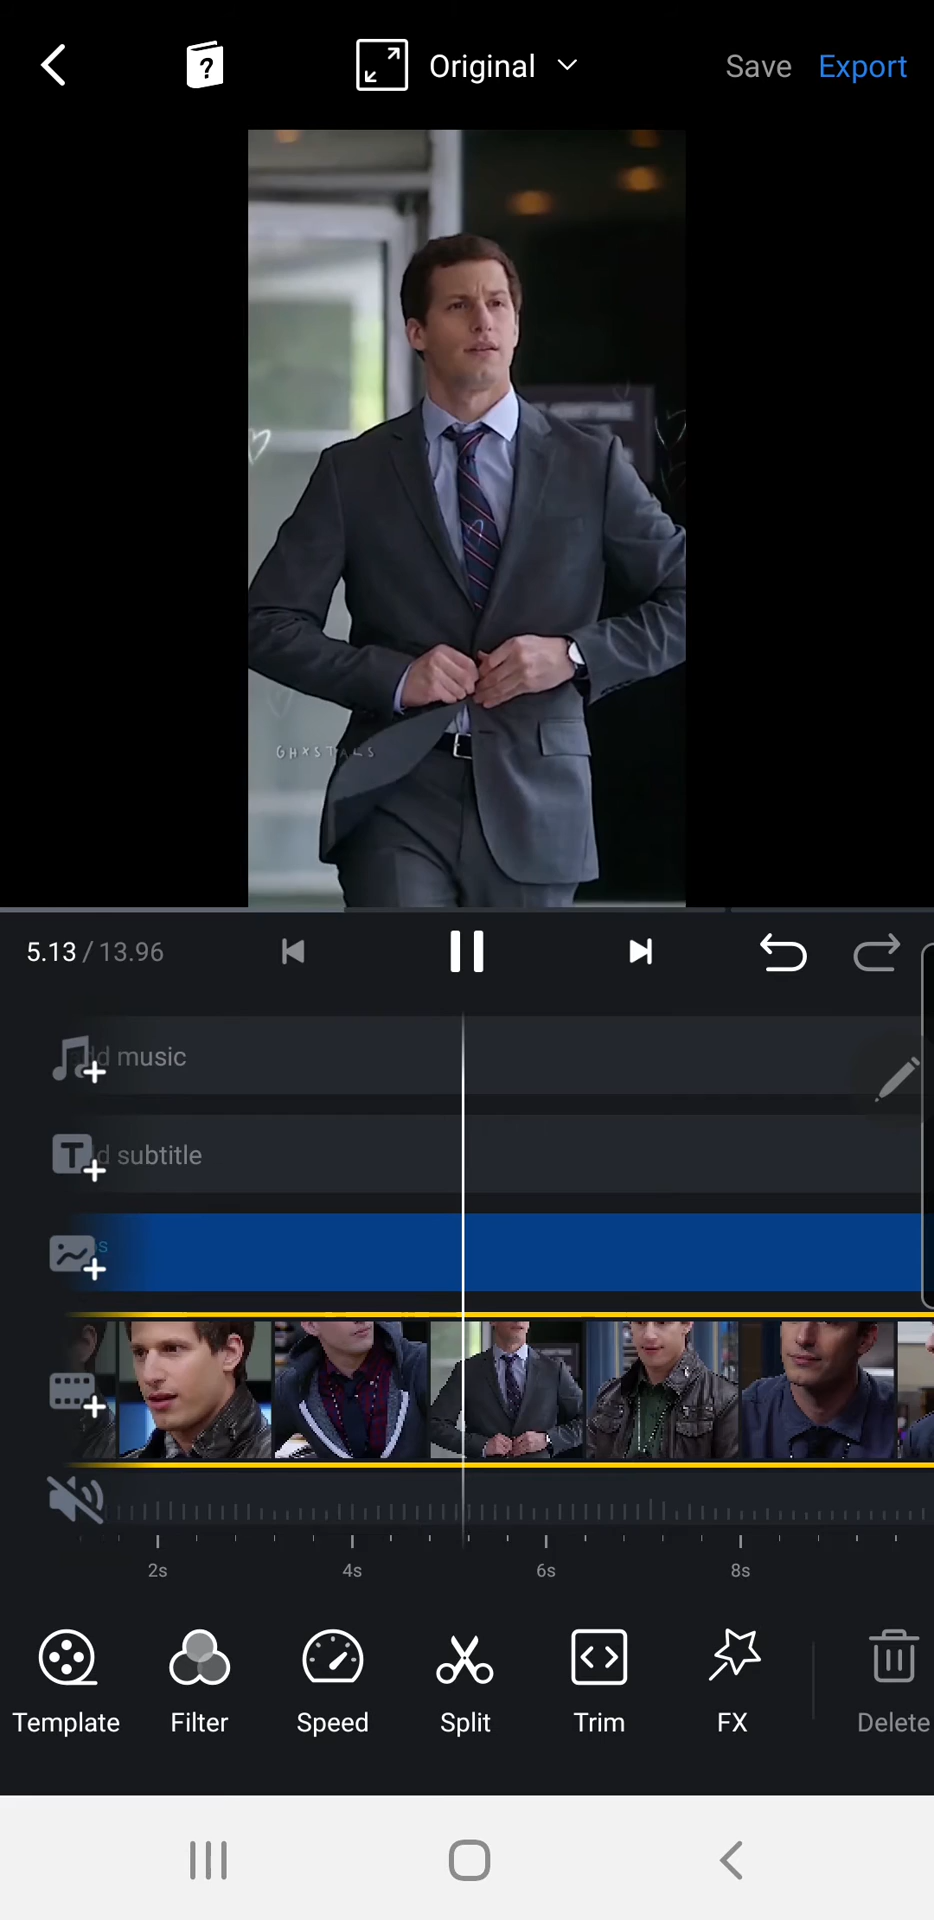 ?
Original
Save
Export
GHXSTALS
5.13 / 13.96
dd music
T
d subtitle
s
2s
4s
6s
8s
Template
Filter
Speed
Split
Trim
FX
Delete